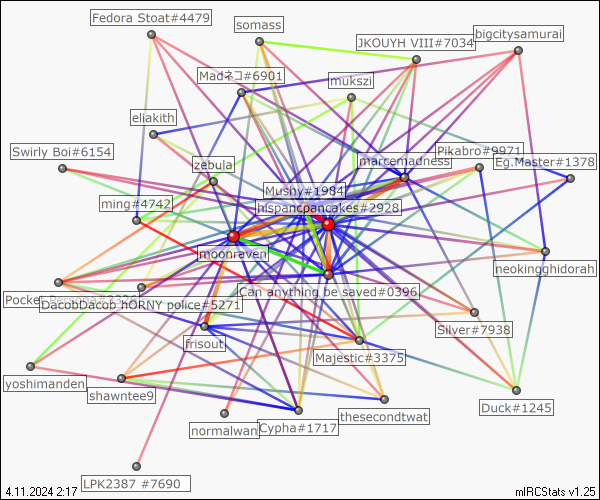 Fedora Stoat#4479
somass
bigcitysamurai
JKOUYH VIII#7034
Madネコ#6901
mukszi
eliakith
Swirly Boi#6154
Pikabro#9971
marcemadness
Eg.Master#1378
zebula
Mushy#1984
ming#4742
hispancpancakes#2928
moonraven
neokingghidorah
Can anything be saved#0396
Pocket
DacobDacob HORNY police#5271
Silver#7938
frisout
Majestic#3375
yoshimanden
shawntee9
Duck#1245
thesecondtwat
normalwan
Cypha#1717
LPK2387 #7690
4.11.2024 2:17
mIRCStats v1.25